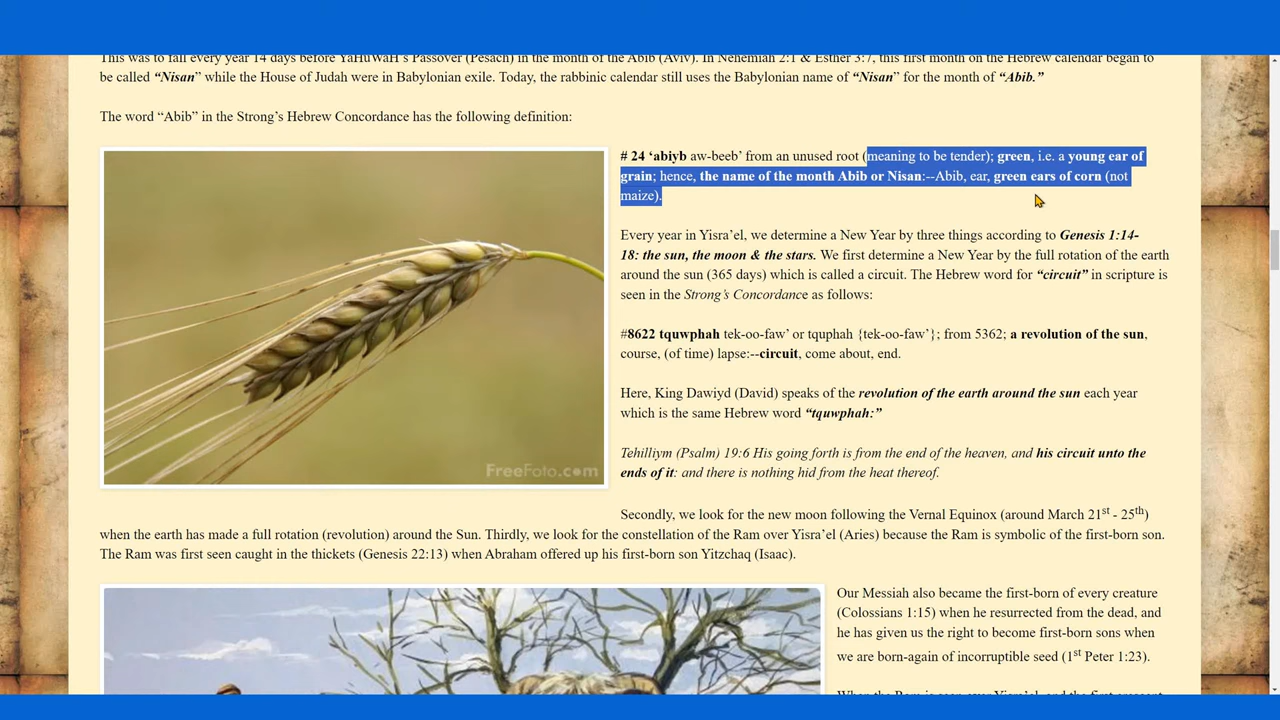 This was to fall every year 14 days before YaHuWaH's Passover (Pesach) in the month of the Abib (Aviv). In Nehemiah 2:1 & Esther 3:7, this first month on the Hebrew calendar began to
be called “Nisan” while the House of Judah were in Babylonian exile. Today, the rabbinic calendar still uses the Babylonian name of “Nisan” for the month of “Abib.”
The word “Abib” in the Strong’s Hebrew Concordance has the following definition:
# 24 ‘abiyb aw-beeb’ from an unused root (meaning to be tender); green, i.e. a young ear of
grain; hence, the name of the month Abib or Nisan:--Abib, ear, green ears of corn (not
maize).
Every year in Yisra’el, we determine a New Year by three things according to Genesis 1:14-
18: the sun, the moon & the stars. We first determine a New Year by the full rotation of the earth
around the sun (365 days) which is called a circuit. The Hebrew word for “circuit” in scripture is
seen in the Strong’s Concordance as follows:
#8622 tquwphah tek-oo-faw’ or tquphah {tek-oo-faw’}; from 5362; a revolution of the sun,
course, (of time) lapse:--circuit, come about, end.
Here, King Dawiyd (David) speaks of the revolution of the earth around the sun each year
which is the same Hebrew word “tquwphah:”
Tehilliym (Psalm) 19:6 His going forth is from the end of the heaven, and his circuit unto the
ends of it: and there is nothing hid from the heat thereof.
FreeFoto.com
Secondly, we look for the new moon following the Vernal Equinox (around March 21st - 25th)
when the earth has made a full rotation (revolution) around the Sun. Thirdly, we look for the constellation of the Ram over Yisra’el (Aries) because the Ram is symbolic of the first-born son.
The Ram was first seen caught in the thickets (Genesis 22:13) when Abraham offered up his first-born son Yitzchaq (Isaac).
Our Messiah also became the first-born of every creature
(Colossians 1:15) when he resurrected from the dead, and
he has given us the right to become first-born sons when
we are born-again of incorruptible seed (1st Peter 1:23).